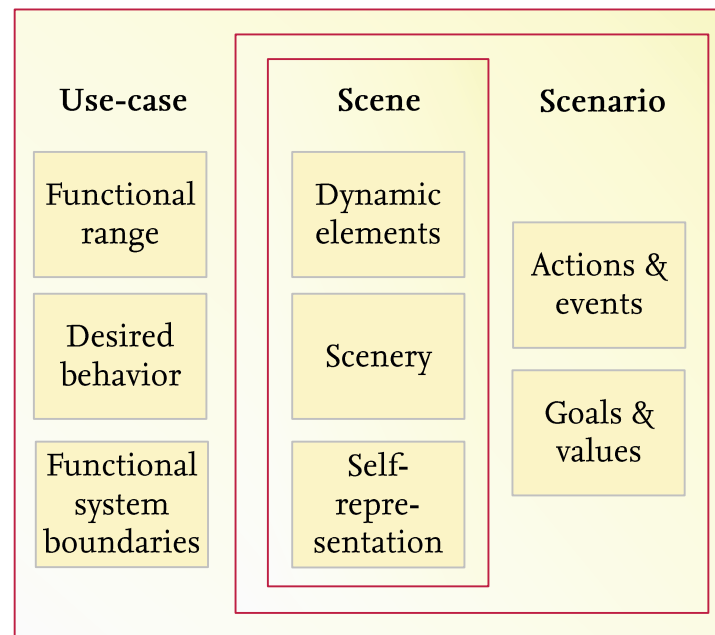 Use-case
Functional
range
Desired
behavior
Functional
system
boundaries
Scene
Dynamic
elements
Scenery
Self-
repre-
sentation
Scenario
Actions &
events
Goals &
values